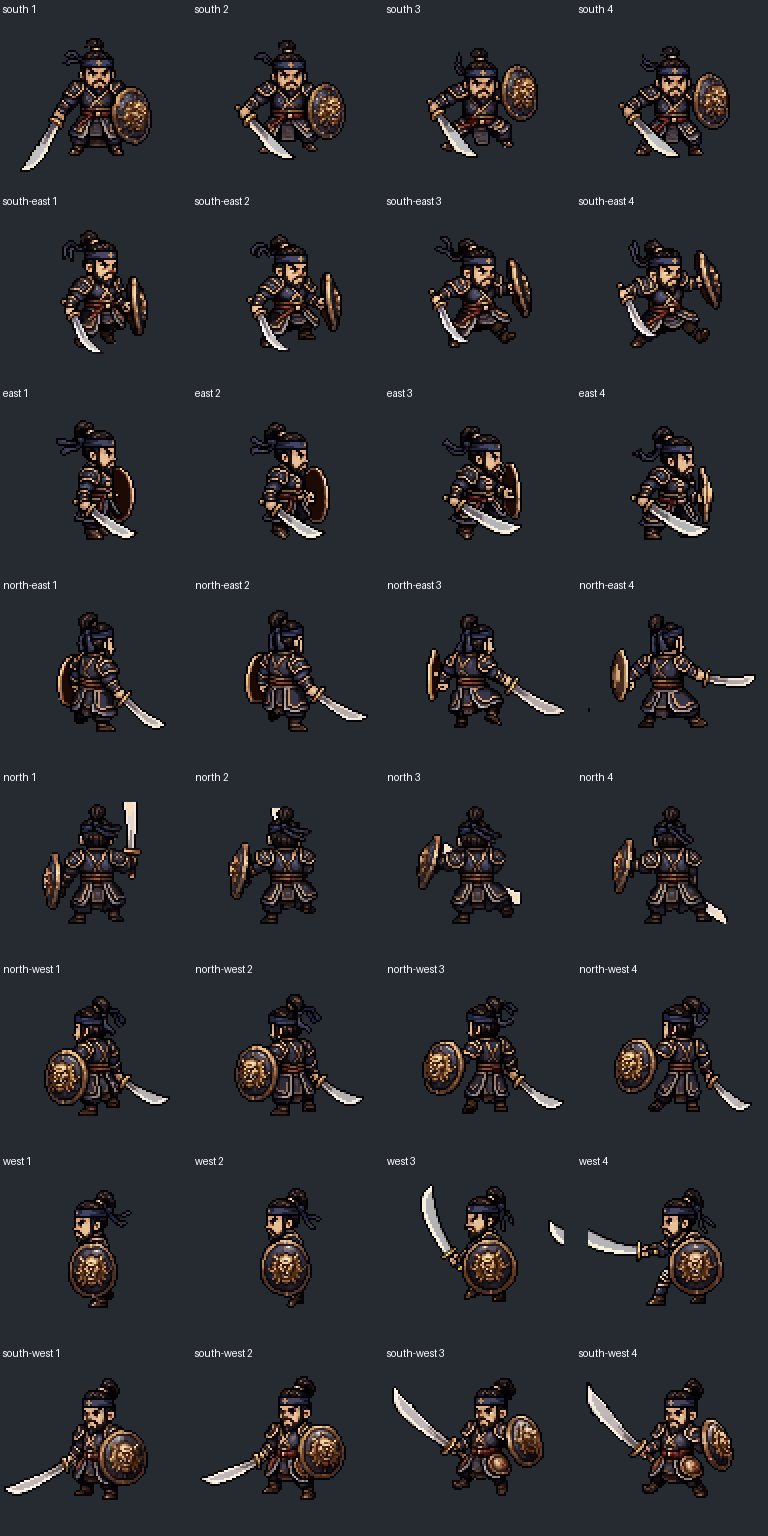 south 1 south 2 south 3 south 4
south-east 1 south-east 2 south-east 3 south-east 4
east 1 east 2 east 3 east 4
north-east 1 north-east 2 north-east 3 north-east 4
north 1 north 2 north 3 north 4
north-west 1 north-west 2 north-west 3 north-west 4
west 1 west 2 west 3 west 4
south-west 1 south-west 2 south-west 3 south-west 4